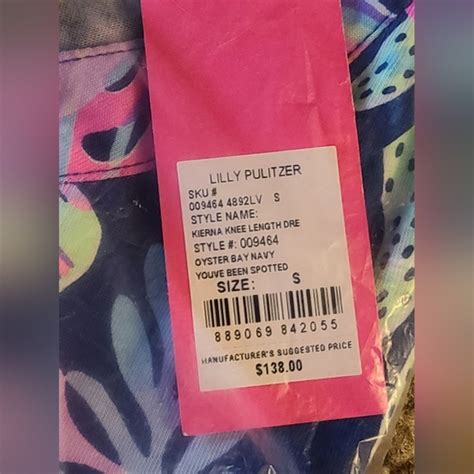 LILLY PULITZER
SKU #
009464 4892LV S
STYLE NAME:
KIERNA KNEE LENGTH DRE
STYLE #: 009464
OYSTER BAY NAVY
YOUVE BEEN SPOTTED
SIZE: S
889069 842055
MANUFACTURER'S SUGGESTED PRICE
$138.00